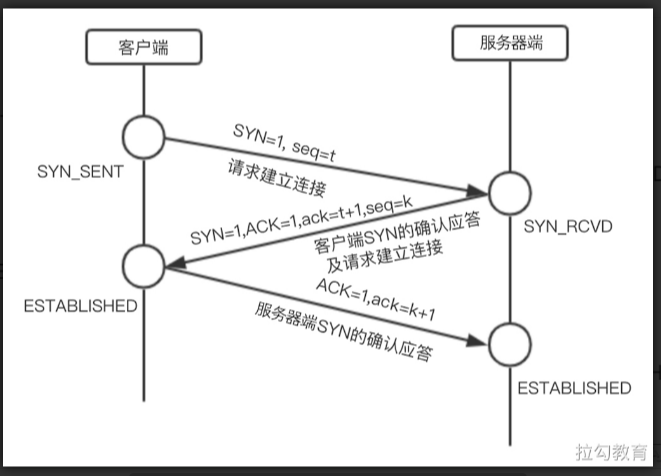 客户端
服务器端
SYN=1, seq=t
请求建立连接
SYN_SENT
SYN=1,ACK=1,ack=t+1,seq=k
客户端SYN的确认应答
及请求建立连接
SYN_RCVD
ESTABLISHED
ACK=1,ack=k+1
服务器端SYN的确认应答
ESTABLISHED
拉勾教育